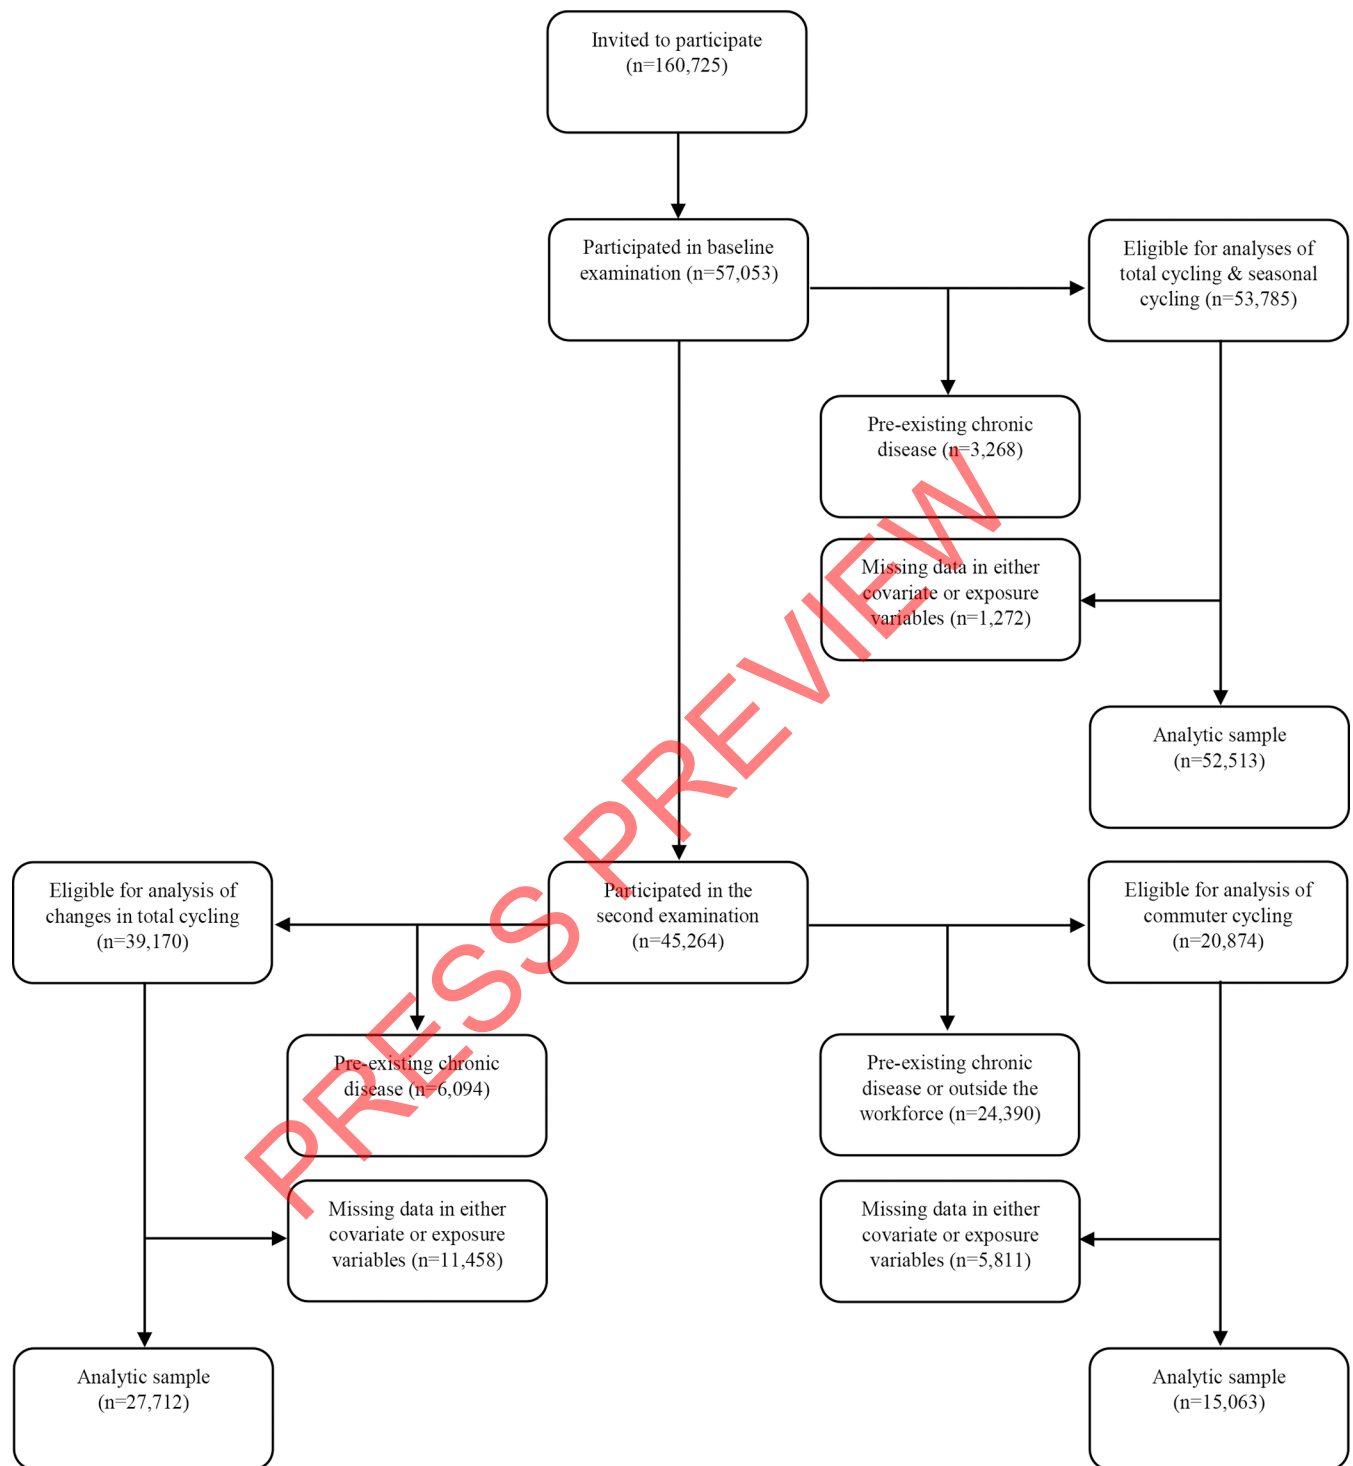 Invited to participate
(n=160,725)
Participated in baseline
examination (n=57,053)
Eligible for analyses of
total cycling & seasonal
cycling (n=53,785)
Pre-existing chronic
disease (n=3,268)
Missing data in either
covariate or exposure
variables (n=1,272)
Analytic sample
(n=52,513)
Eligible for analysis of
changes in total cycling
(n=39,170)
Participated in the
second examination
(n=45,264)
Eligible for analysis of
commuter cycling
(n=20,874)
Pre-existing chronic
disease (n=6,094)
Pre-existing chronic
disease or outside the
workforce (n=24,390)
Missing data in either
covariate or exposure
variables (n=11,458)
Missing data in either
covariate or exposure
variables (n=5,811)
Analytic sample
(n=27,712)
Analytic sample
(n=15,063)
PRESS PREVIEW